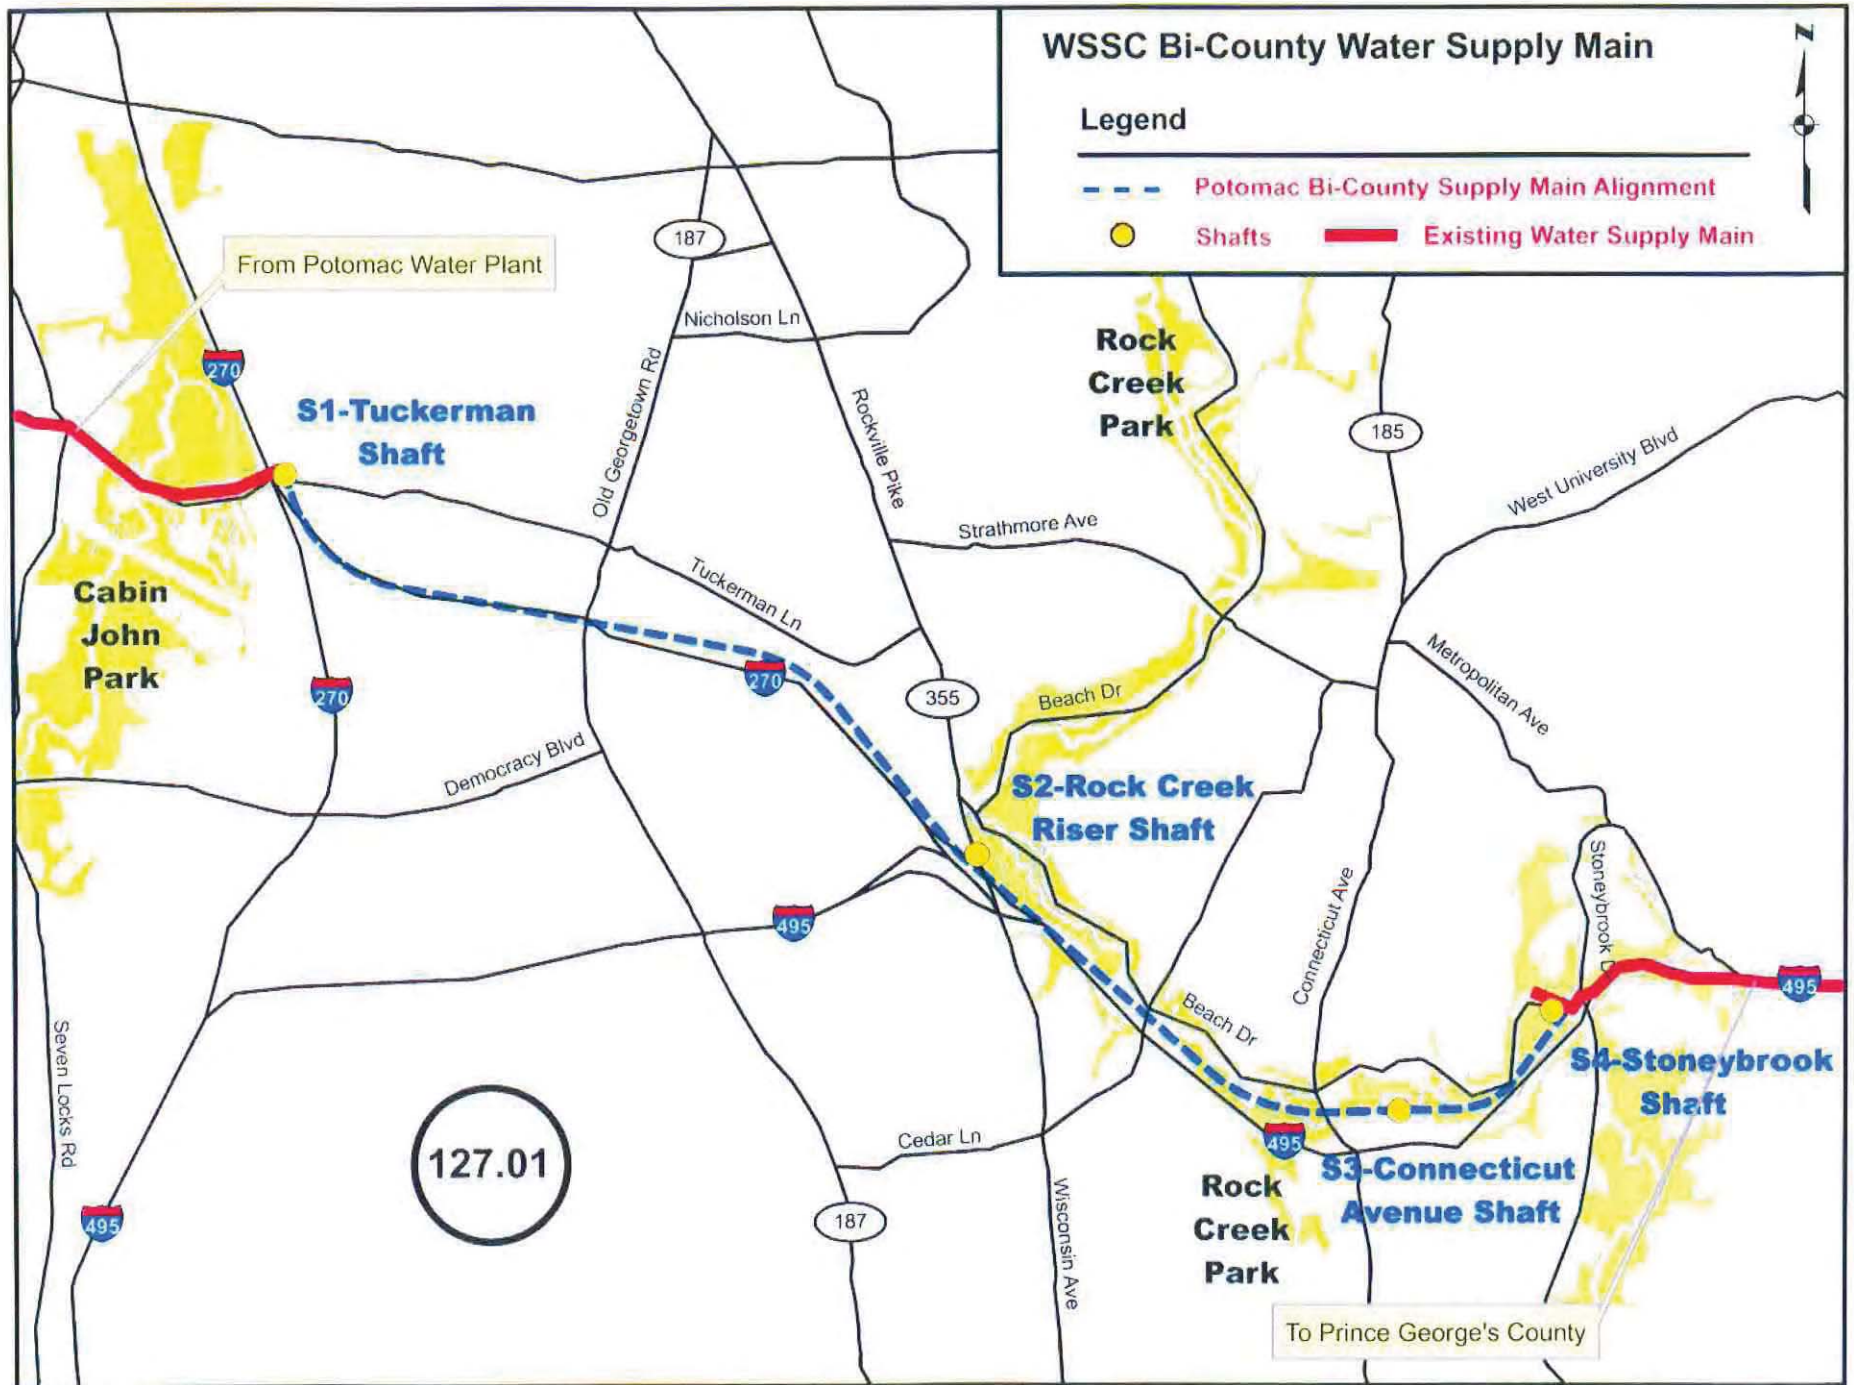 WSSC Bi-County Water Supply Main
N
Legend
Potomac Bi-County Supply Main Alignment
Shafts
Existing Water Supply Main
187
From Potomac Water Plant
Nicholson Ln
270
Rock
Creek
Park
S1-Tuckerman
Shaft
Old Georgetown Rd
Rockville Pike
185
West University Blvd
Strathmore Ave
Tuckerman Ln
Cabin
John
Park
270
270
355
Beach Dr
Metropolitan Ave
Democracy Blvd
S2-Rock Creek
Riser Shaft
Stoneybrook D
495
Connecticut Ave
495
Beach Dr
Seven Locks Rd
S4-Stoneybrook
Shaft
127.01
Cedar Ln
495
S3-Connecticut
Avenue Shaft
Rock
Creek
Park
495
187
Wisconsin Ave
To Prince George's County